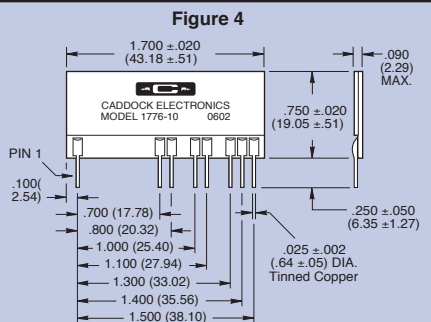 Figure 4
1.700 ±.020
(43.18 ±.51)
.090
(2.29)
MAX.
CADDOCK ELECTRONICS
MODEL 1776-10 0602
.750 ±.020
(19.05 ±.51)
PIN 1
.100(
2.54)
.700 (17.78)
.800 (20.32)
1.000 (25.40)
1.100 (27.94)
1.300 (33.02)
1.400 (35.56)
1.500 (38.10)
.250 ±.050
(6.35 ±1.27)
.025 ±.002
(.64 ±.05) DIA.
Tinned Copper